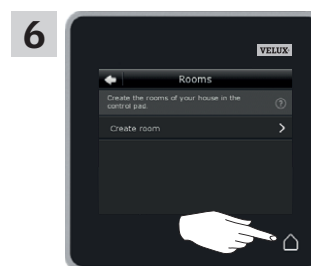 6
VELUX
Rooms
Create the rooms of your house in the
control pad.
?
Create room